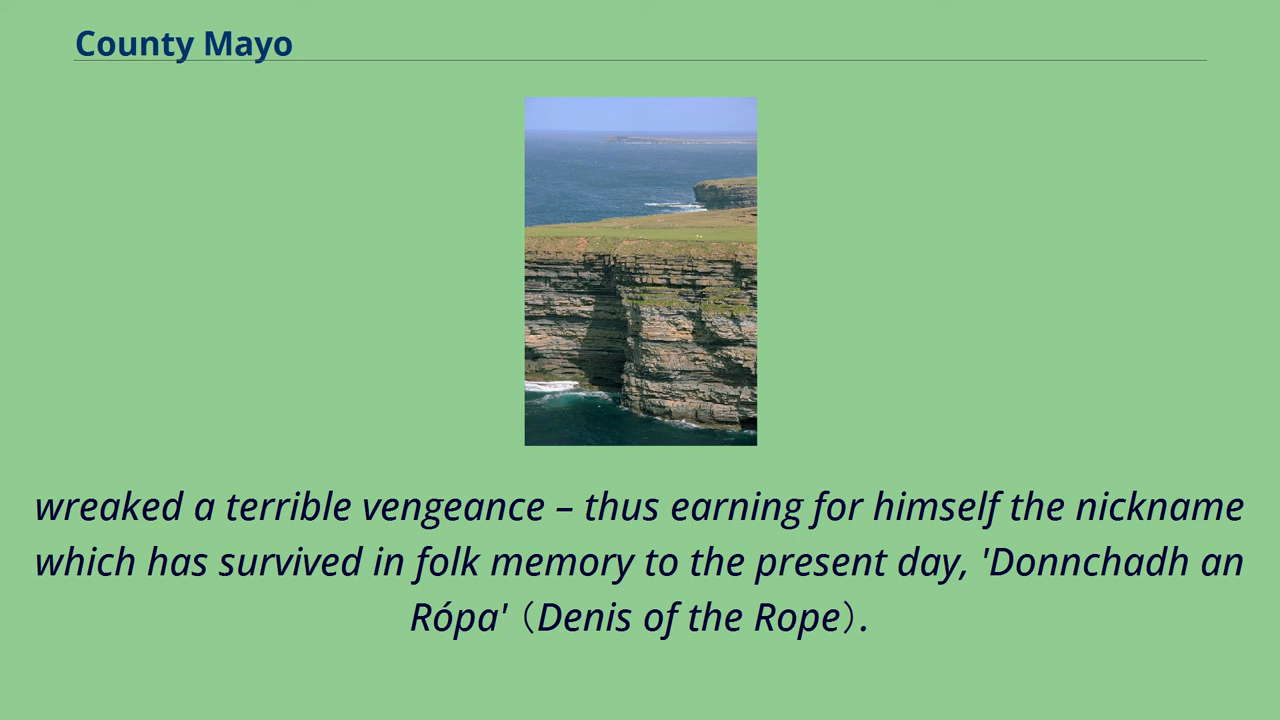 County Mayo
wreaked a terrible vengeance – thus earning for himself the nickname
which has survived in folk memory to the present day, 'Donnchadh an
Rópa'（Denis of the Rope）.